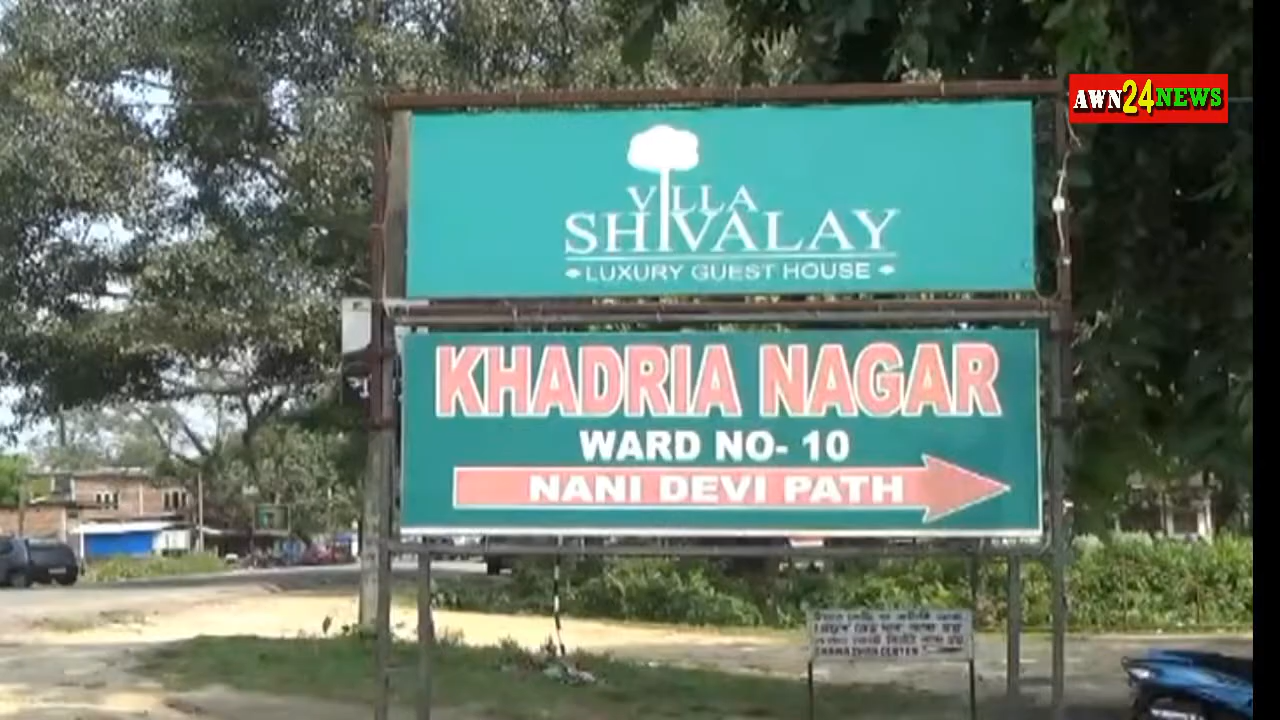 AWN24NEWS
VILLA
SHIVALAY
LUXURY GUEST HOUSE
KHADRIA NAGAR
WARD NO- 10
NANI DEVI PATH